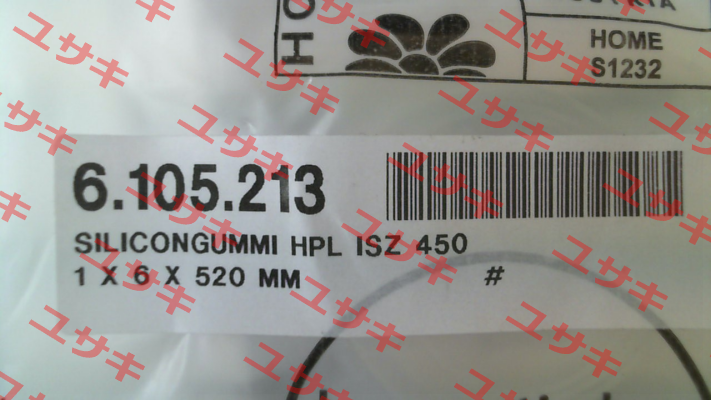 HOME
S1232
6.105.213
SILICONGUMMI HPL ISZ 450
1 X 6 X 520 MM #
ユサキ